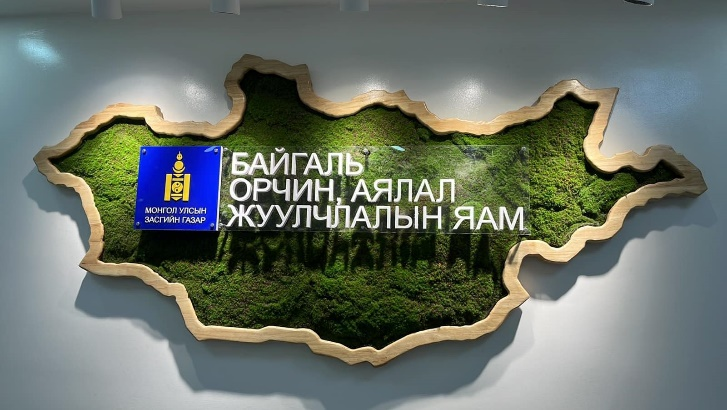 МОНГОЛ УЛСЫН
ЗАСГИЙН ГАЗАР
БАЙГАЛЬ
ОРЧИН, АЯЛАЛ
ЖУУЛЧЛАЛЫН ЯАМ